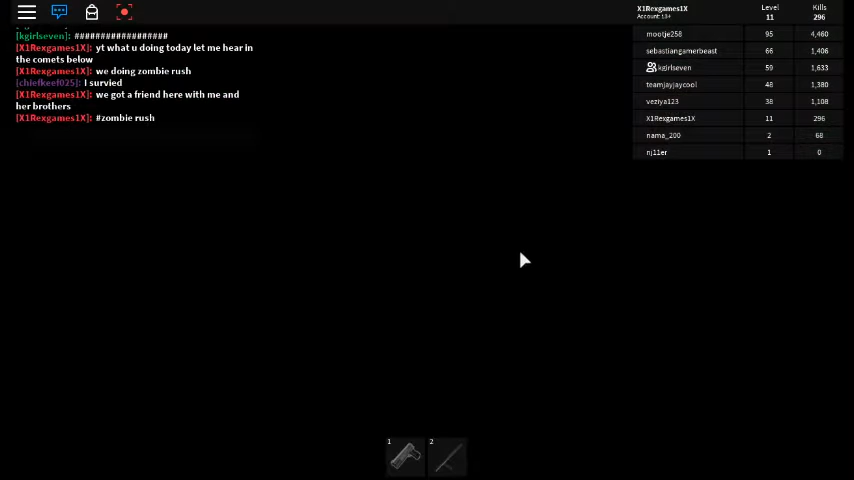 X1Rexgames1X
Account: 13+
Level
11
Kills
296
[kgirlseven]: ##################
[X1Rexgames1X]: yt what u doing today let me hear in
the comets below
[X1Rexgames1X]: we doing zombie rush
[chiefkeef025]: I survied
[X1Rexgames1X]: we got a friend here with me and
her brothers
[X1Rexgames1X]: #zombie rush
mootje258 95 4,460
sebastiangamerbeast 66 1,406
kgirlseven 59 1,633
teamjayjaycool 48 1,380
veziya123 38 1,108
X1Rexgames1X 11 296
nama_200 2 68
nj11er 1 0
1
2